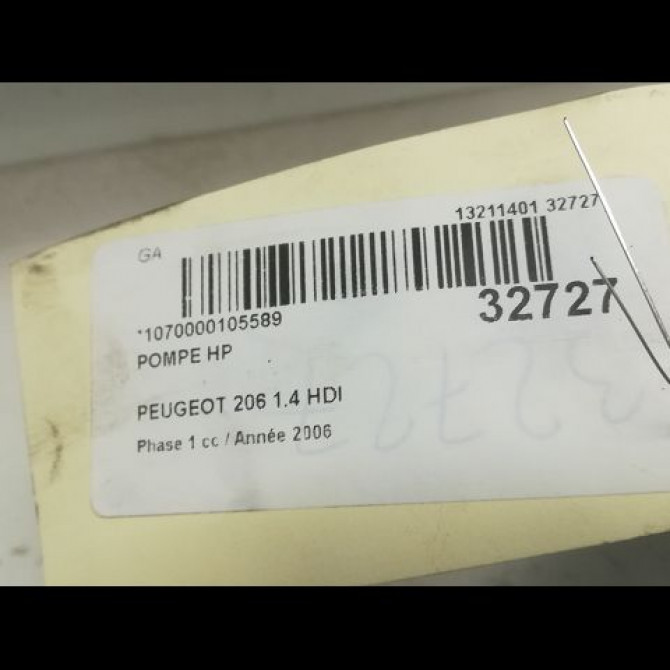 13211401 32727
GA
32727
*1070000105589
POMPE HP
PEUGEOT 206 1.4 HDI
Phase 1 cc / Année 2006